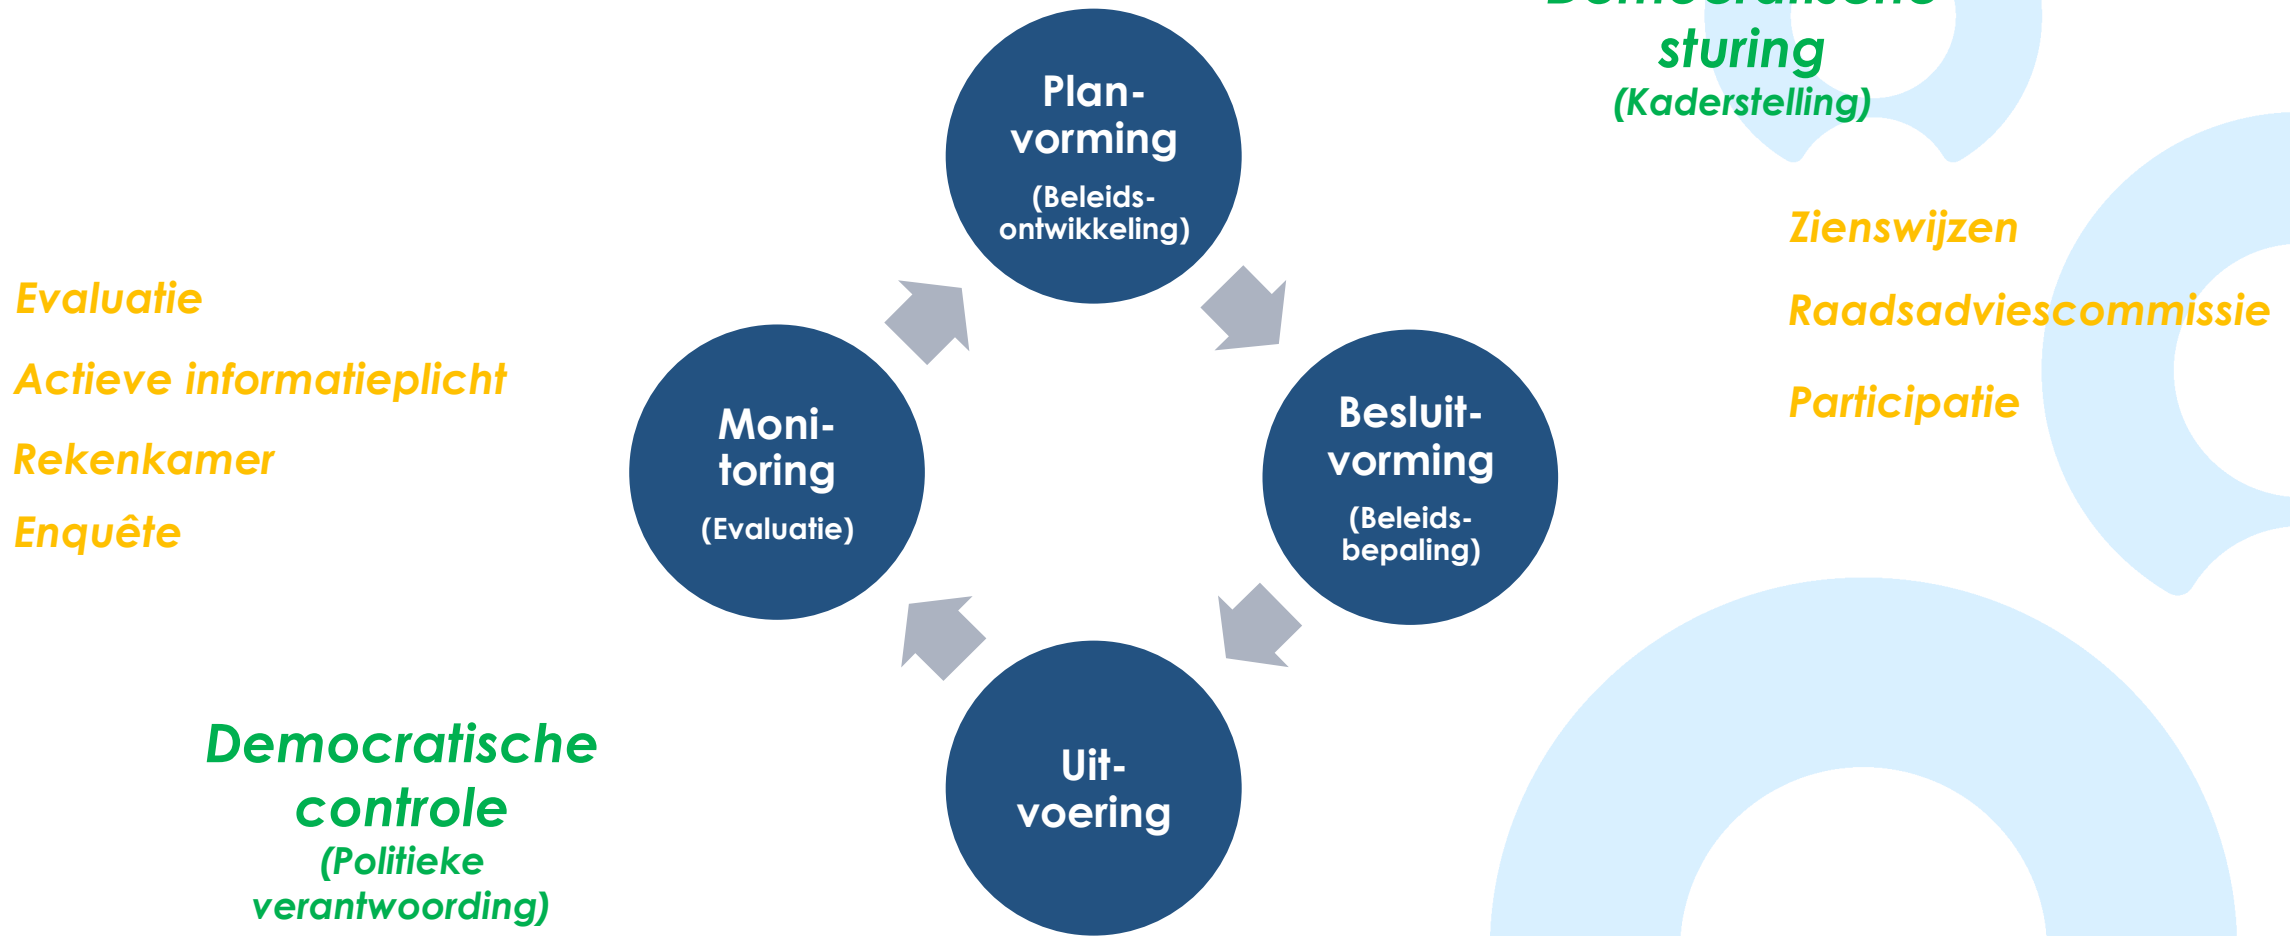 Democratische
sturing
(Kaderstelling)
Plan-
vorming
(Beleids-
ontwikkeling)
Zienswijzen
Raadsadviescommissie
Participatie
Evaluatie
Actieve informatieplicht
Rekenkamer
Enquête
Moni-
toring
(Evaluatie)
Besluit-
vorming
(Beleids-
bepaling)
Uit-
voering
Democratische
controle
(Politieke
verantwoording)